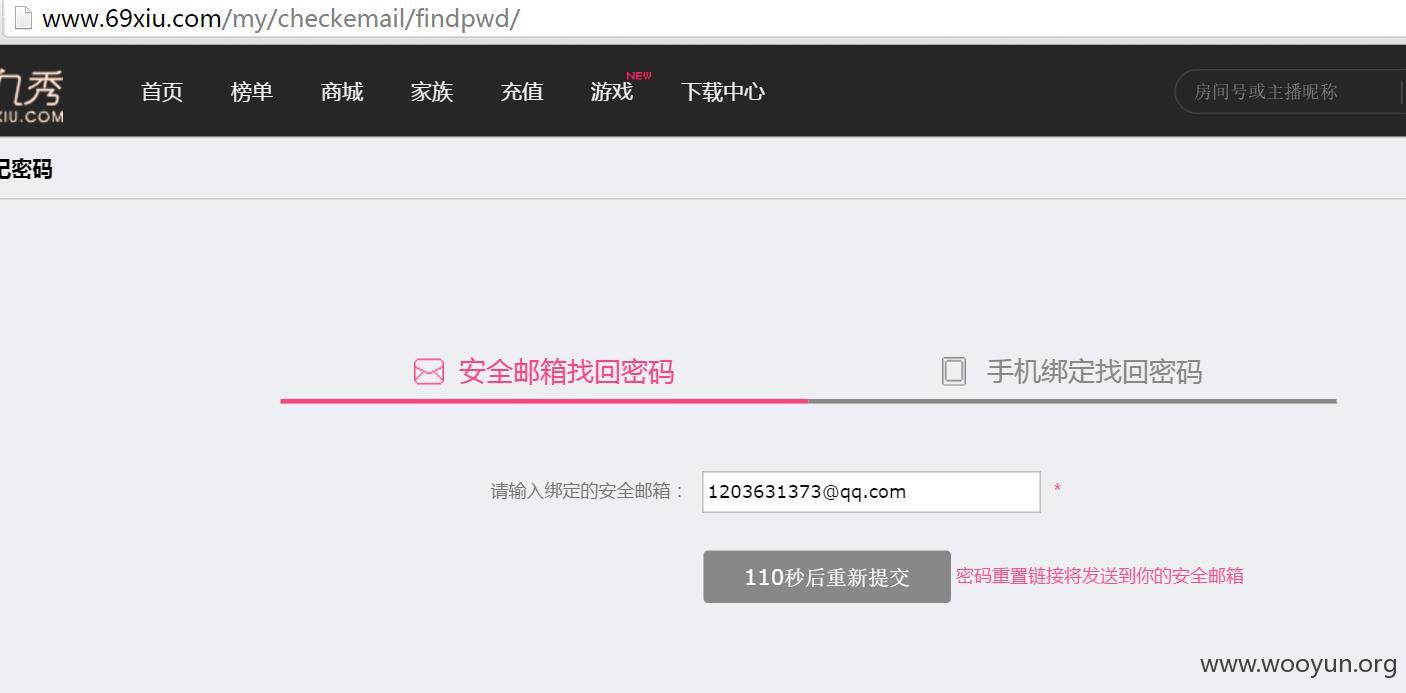 www.69xiu.com/my/checkemail/findpwd/
九秀
XIU.COM
首页 榜单 商城 家族 充值 游戏 NEW 下载中心
房间号或主播昵称
记密码
安全邮箱找回密码 手机绑定找回密码
请输入绑定的安全邮箱： 1203631373@qq.com *
110秒后重新提交 密码重置链接将发送到你的安全邮箱
www.wooyun.org